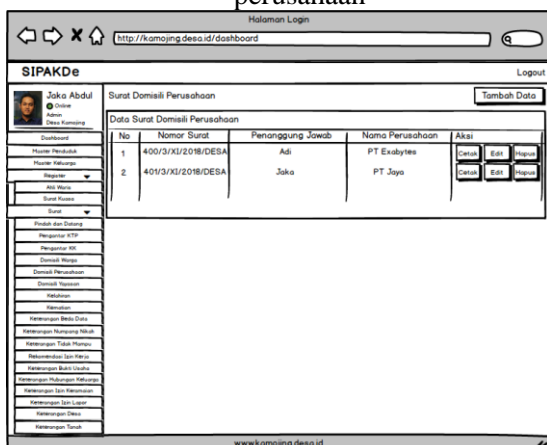 perusahaan
Halaman Login
http://kamojing.desa.id/dashboard
SIPAKDe
Logout
Jaka Abdul
Online
Admin
Desa Kamojing
Surat Domisili Perusahaan
Tambah Data
Data Surat Domisili Perusahaan
No Nomor Surat Penanggung Jawab Nama Perusahaan Aksi
1 400/3/XI/2018/DESA Adi PT Exabytes Cetak Edit Hapus
2 401/3/X/2018/DESA Jaka PT Jaya Cetak Edit Hapus
Dashboard
Master Penduduk
Master Keluarga
Register
Ahli Waris
Surat Kuasa
Surat
Pindah dan Datang
Pengantar KTP
Pengantar KK
Domisili Warga
Domisili Perusahaan
Domisili Yayasan
Kelahiran
Kematian
Keterangan Beda Data
Keterangan Numpang Nikah
Keterangan Tidak Mampu
Rekomendasi Izin Kerja
Keterangan Bukti Usaha
Keterangan Hubungan Keluarga
Keterangan Izin Keramaian
Keterangan Izin Lapor
Keterangan Desa
Keterangan Tanah
www.kamojing.desa.id